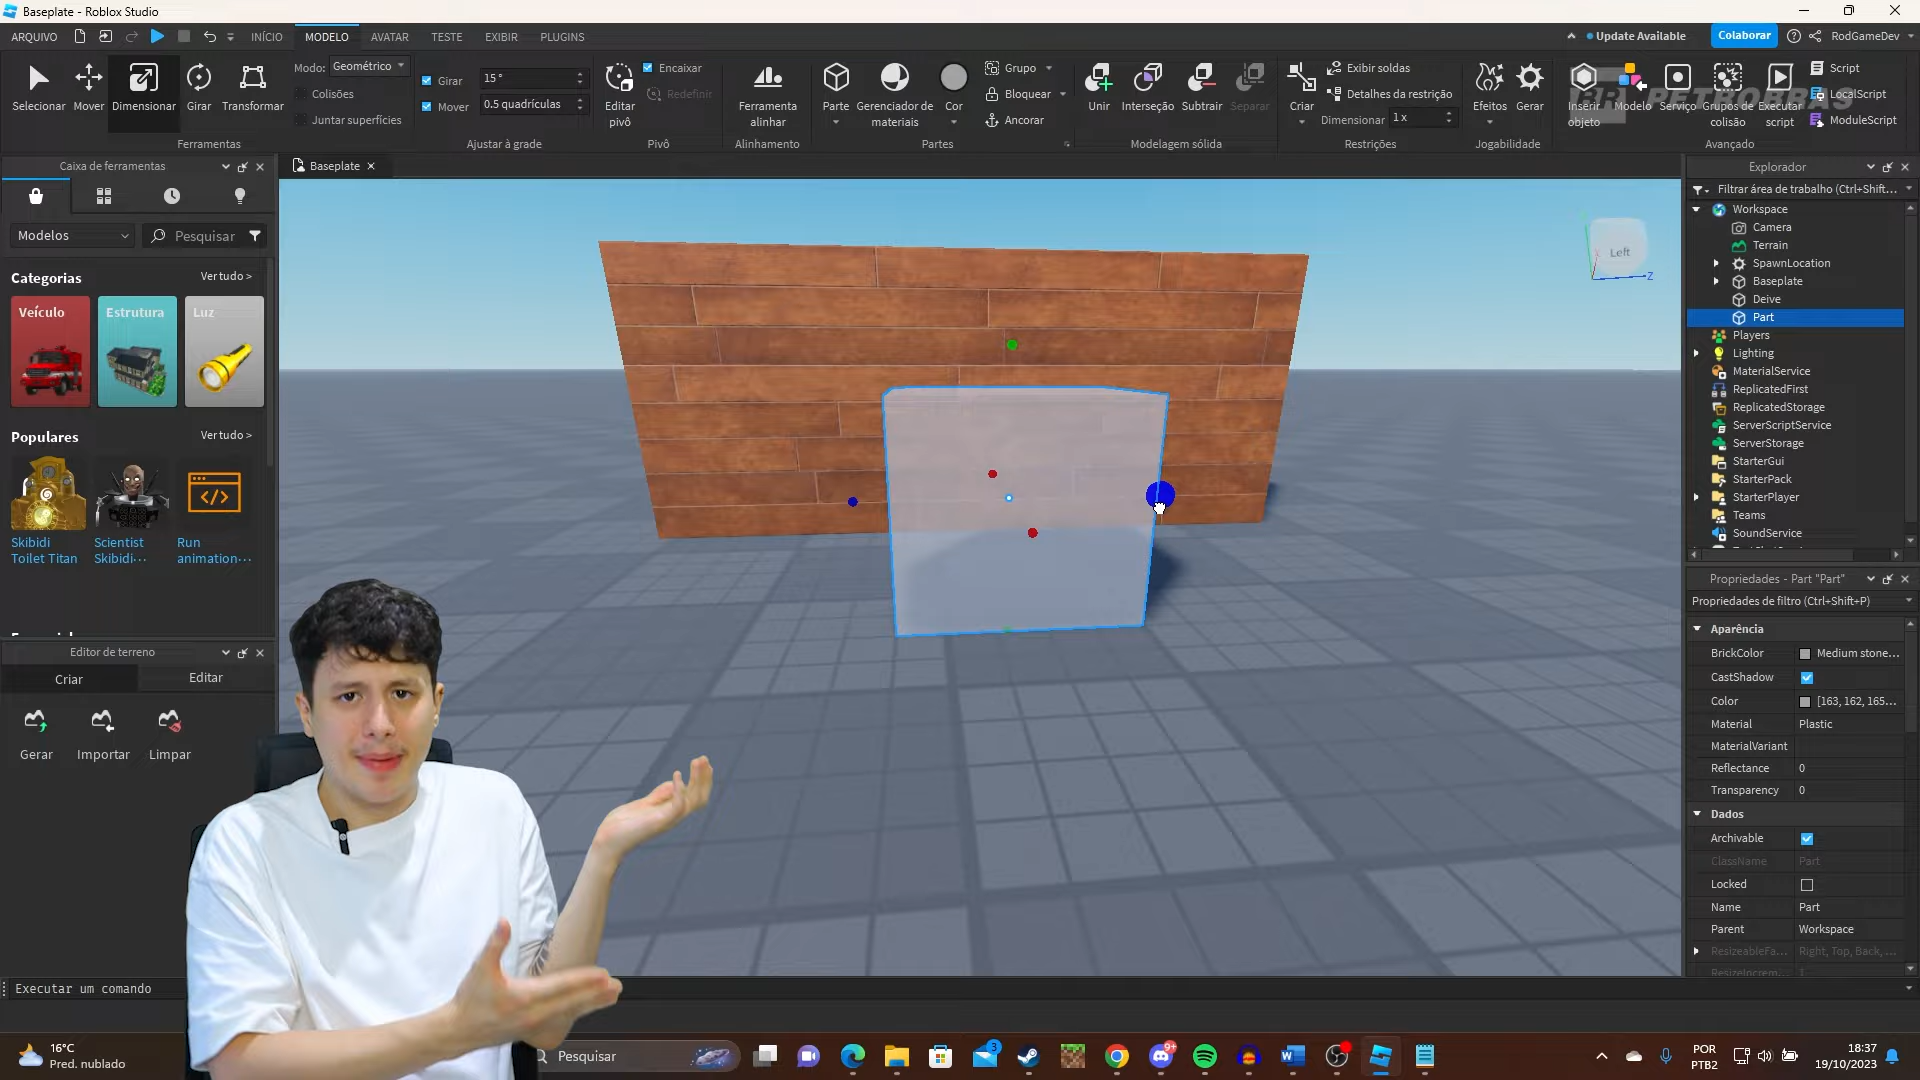 Baseplate - Roblox Studio
ARQUIVO
INÍCIO
MODELO
AVATAR
TESTE
EXIBIR
PLUGINS
Update Available
Colaborar
RodGameDev
Selecionar
Mover
Dimensionar
Girar
Transformar
Modo: Geométrico
Colisões
Juntar superfícies
Ferramentas
Girar 15 °
Mover 0.5 quadrículas
Ajustar à grade
Editar pivô
Encaixar
Redefinir
Pivô
Ferramenta alinhar
Alinhamento
Parte
Gerenciador de materiais
Cor
Grupo
Bloquear
Ancorar
Partes
Unir
Interseção
Subtrair
Separar
Modelagem sólida
Criar
Exibir soldas
Detalhes da restrição
Dimensionar 1 x
Restrições
Efeitos
Gerar
Jogabilidade
Inserir objeto
Modelo
Serviço
Grupos de colisão
Executar script
Script
LocalScript
ModuleScript
Avançado
Caixa de ferramentas
Modelos
Pesquisar
Categorias
Ver tudo >
Veículo
Estrutura
Luz
Populares
Ver tudo >
Skibidi Toilet Titan
Scientist Skibidi...
Run animation...
Editor de terreno
Criar
Editar
Gerar
Importar
Limpar
Baseplate
Left
Z
Explorador
Filtrar área de trabalho (Ctrl+Shift...
Workspace
Camera
Terrain
SpawnLocation
Baseplate
Deive
Part
Players
Lighting
MaterialService
ReplicatedFirst
ReplicatedStorage
ServerScriptService
ServerStorage
StarterGui
StarterPack
StarterPlayer
Teams
SoundService
Propriedades - Part "Part"
Propriedades de filtro (Ctrl+Shift+P)
Aparência
BrickColor Medium stone...
CastShadow
Color [163, 162, 165...
Material Plastic
MaterialVariant
Reflectance 0
Transparency 0
Dados
Archivable
ClassName Part
Locked
Name Part
Parent Workspace
ResizeableFa... Right, Top, Back, ...
ResizeIncrem... 1
Executar um comando
16°C
Pred. nublado
Pesquisar
3
9+
POR
PTB2
18:37
19/10/2023